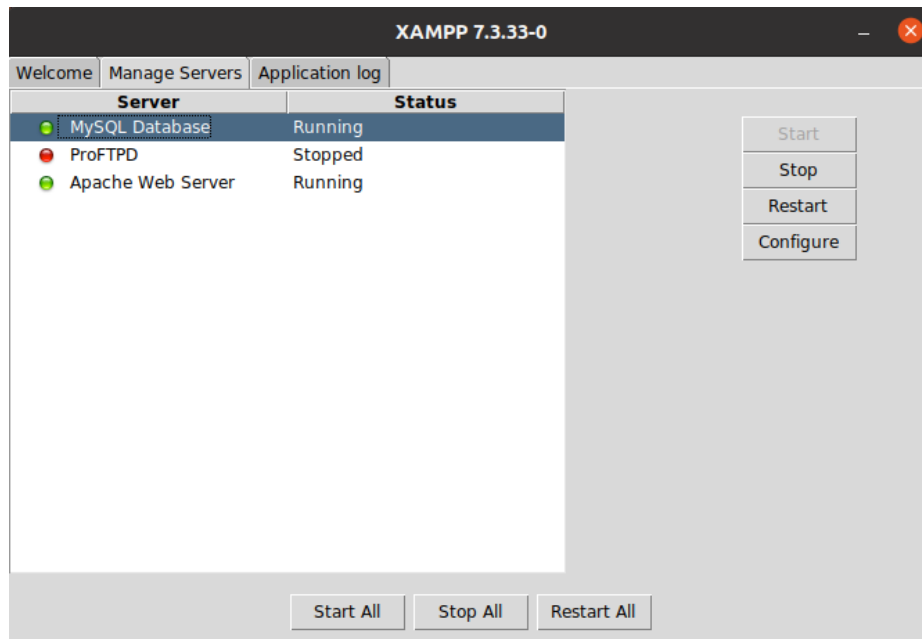 XAMPP 7.3.33-0
Welcome Manage Servers Application log
Server Status
MySQL Database Running
ProFTPD Stopped
Apache Web Server Running
Start
Stop
Restart
Configure
Start All Stop All Restart All